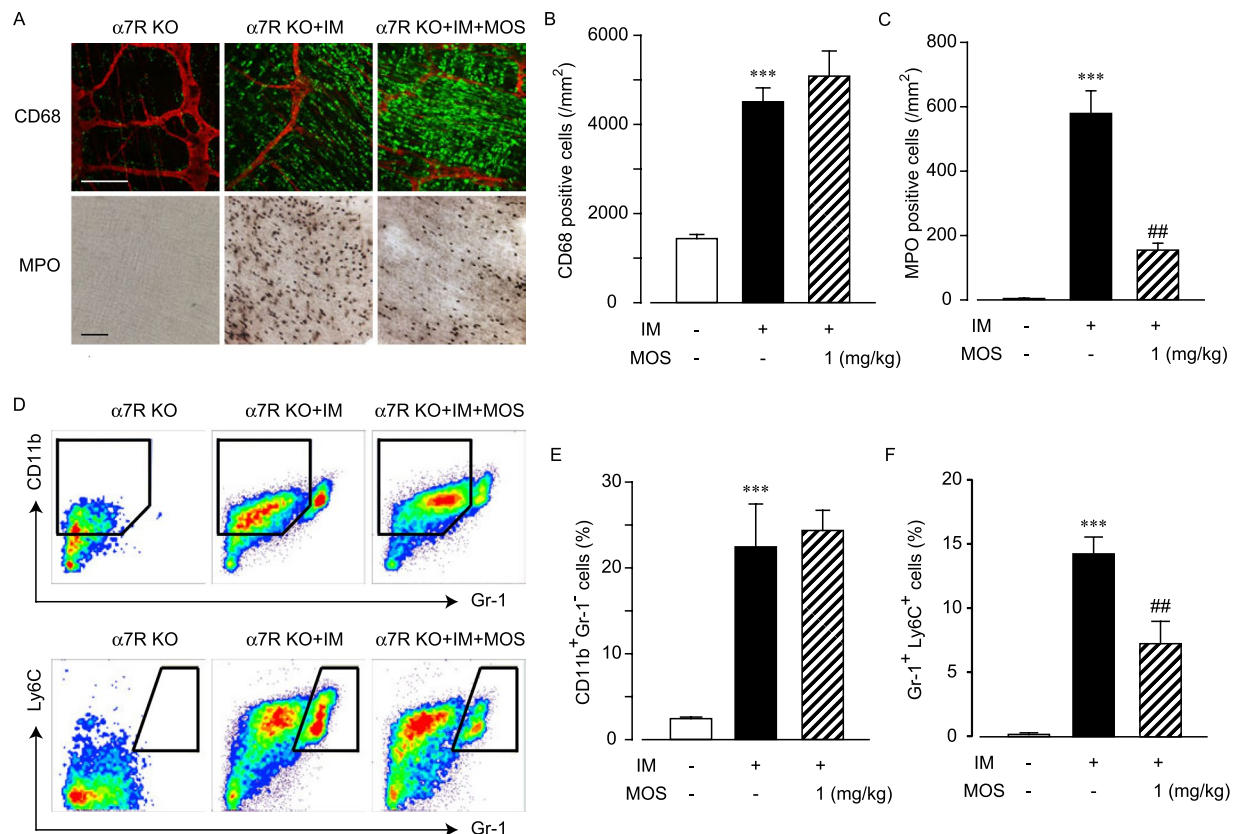 A
α7R KO
α7R KO+IM
α7R KO+IM+MOS
CD68
MPO
B
CD68 positive cells (/mm2)
6000
4000
2000
0
***
IM - + +
MOS - - 1 (mg/kg)
C
MPO positive cells (/mm2)
800
600
400
200
0
***
##
IM - + +
MOS - - 1 (mg/kg)
D
α7R KO
α7R KO+IM
α7R KO+IM+MOS
CD11b
Gr-1
α7R KO
α7R KO+IM
α7R KO+IM+MOS
Ly6C
Gr-1
E
CD11b+Gr-1- cells (%)
30
20
10
0
***
IM - + +
MOS - - 1 (mg/kg)
F
Gr-1+ Ly6C+ cells (%)
20
15
10
5
0
***
##
IM - + +
MOS - - 1 (mg/kg)